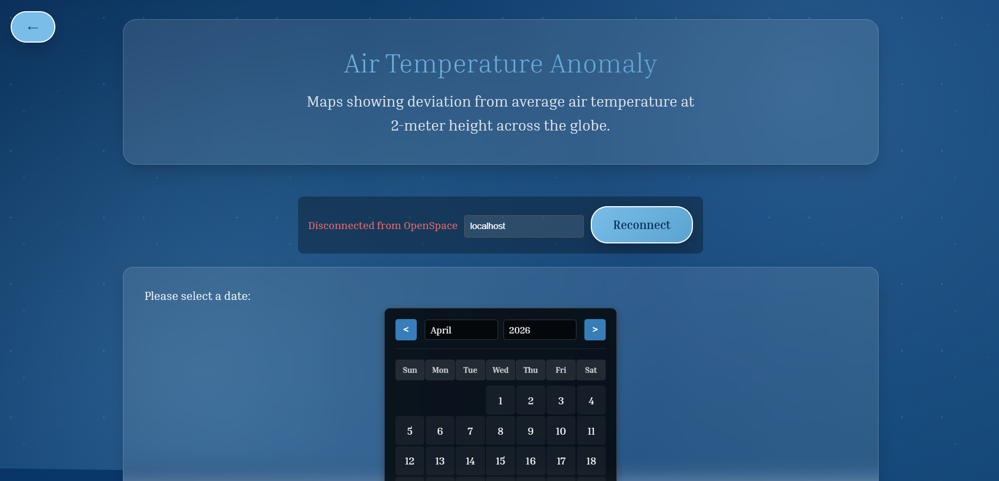 ←
Air Temperature Anomaly
Maps showing deviation from average air temperature at
2-meter height across the globe.
Disconnected from OpenSpace localhost Reconnect
Please select a date:
< April 2026 >
Sun Mon Tue Wed Thu Fri Sat
1 2 3 4
5 6 7 8 9 10 11
12 13 14 15 16 17 18